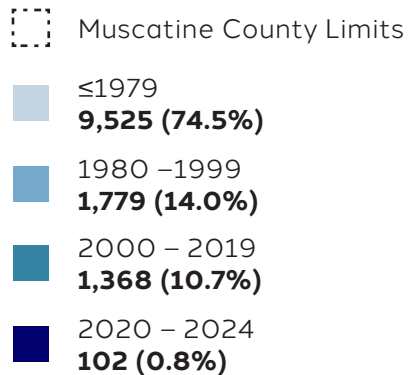 Muscatine County Limits
≤1979
9,525 (74.5%)
1980 –1999
1,779 (14.0%)
2000 – 2019
1,368 (10.7%)
2020 – 2024
102 (0.8%)